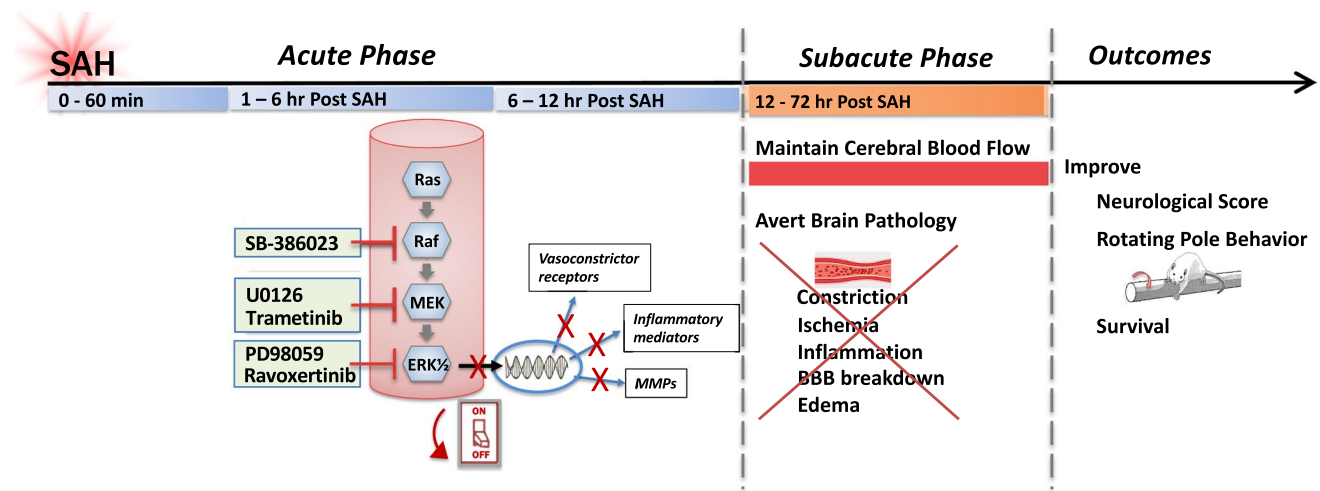 SAH
Acute Phase
Subacute Phase
Outcomes
0 - 60 min
1 – 6 hr Post SAH
6 – 12 hr Post SAH
12 - 72 hr Post SAH
Ras
Raf
MEK
ERK½
SB-386023
U0126
Trametinib
PD98059
Ravoxertinib
ON
OFF
Vasoconstrictor
receptors
Inflammatory
mediators
MMPs
Maintain Cerebral Blood Flow
Avert Brain Pathology
Constriction
Ischemia
Inflammation
BBB breakdown
Edema
Improve
Neurological Score
Rotating Pole Behavior
Survival